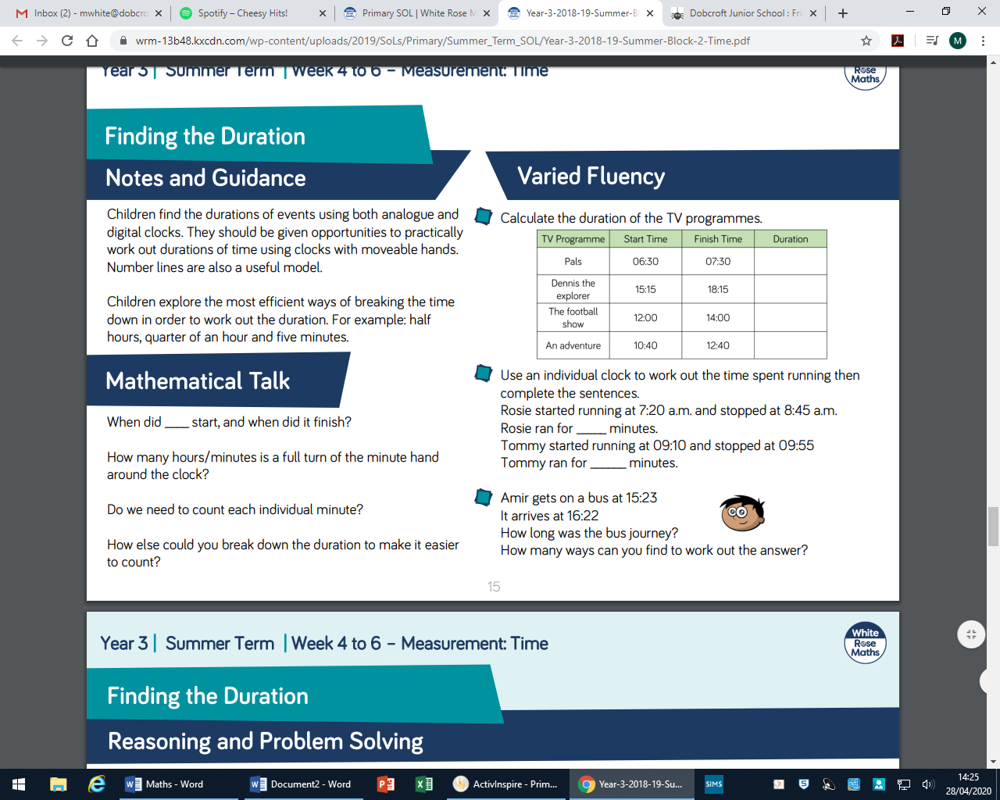 Inbox (2) - mwhite@dobcro
Spotify – Cheesy Hits!
Primary SOL | White Rose M
Year-3-2018-19-Summer-B
Dobcroft Junior School : Fri
wrm-13b48.kxcdn.com/wp-content/uploads/2019/SoLs/Primary/Summer_Term_SOL/Year-3-2018-19-Summer-Block-2-Time.pdf
M
Year 3 | Summer Term | Week 4 to 6 – Measurement: Time
Rose
Maths
Finding the Duration
Notes and Guidance
Children find the durations of events using both analogue and
digital clocks. They should be given opportunities to practically
work out durations of time using clocks with moveable hands.
Number lines are also a useful model.
Children explore the most efficient ways of breaking the time
down in order to work out the duration. For example: half
hours, quarter of an hour and five minutes.
Mathematical Talk
When did ____ start, and when did it finish?
How many hours/minutes is a full turn of the minute hand
around the clock?
Do we need to count each individual minute?
How else could you break down the duration to make it easier
to count?
Varied Fluency
Calculate the duration of the TV programmes.
TV Programme Start Time Finish Time Duration
Pals 06:30 07:30
Dennis the
explorer 15:15 18:15
The football
show 12:00 14:00
An adventure 10:40 12:40
Use an individual clock to work out the time spent running then
complete the sentences.
Rosie started running at 7:20 a.m. and stopped at 8:45 a.m.
Rosie ran for _____ minutes.
Tommy started running at 09:10 and stopped at 09:55
Tommy ran for ______ minutes.
Amir gets on a bus at 15:23
It arrives at 16:22
How long was the bus journey?
How many ways can you find to work out the answer?
15
Year 3 | Summer Term | Week 4 to 6 – Measurement: Time
White
Rose
Maths
Finding the Duration
Reasoning and Problem Solving
Maths - Word
Document2 - Word
ActivInspire - Prim...
Year-3-2018-19-Su...
SIMS
14:25
28/04/2020